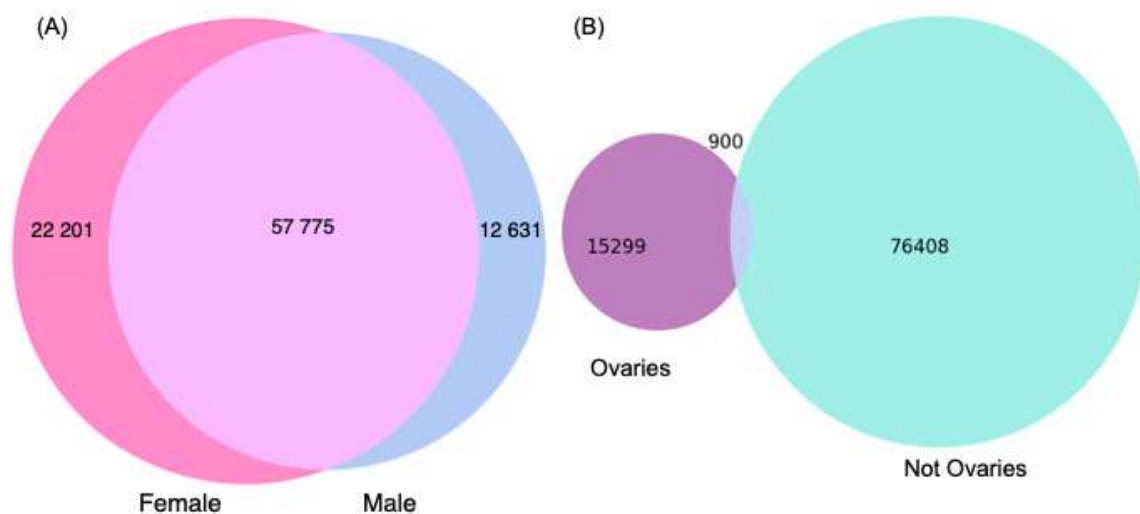 (A)
22 201
57 775
12 631
Female
Male
(B)
900
15299
76408
Ovaries
Not Ovaries